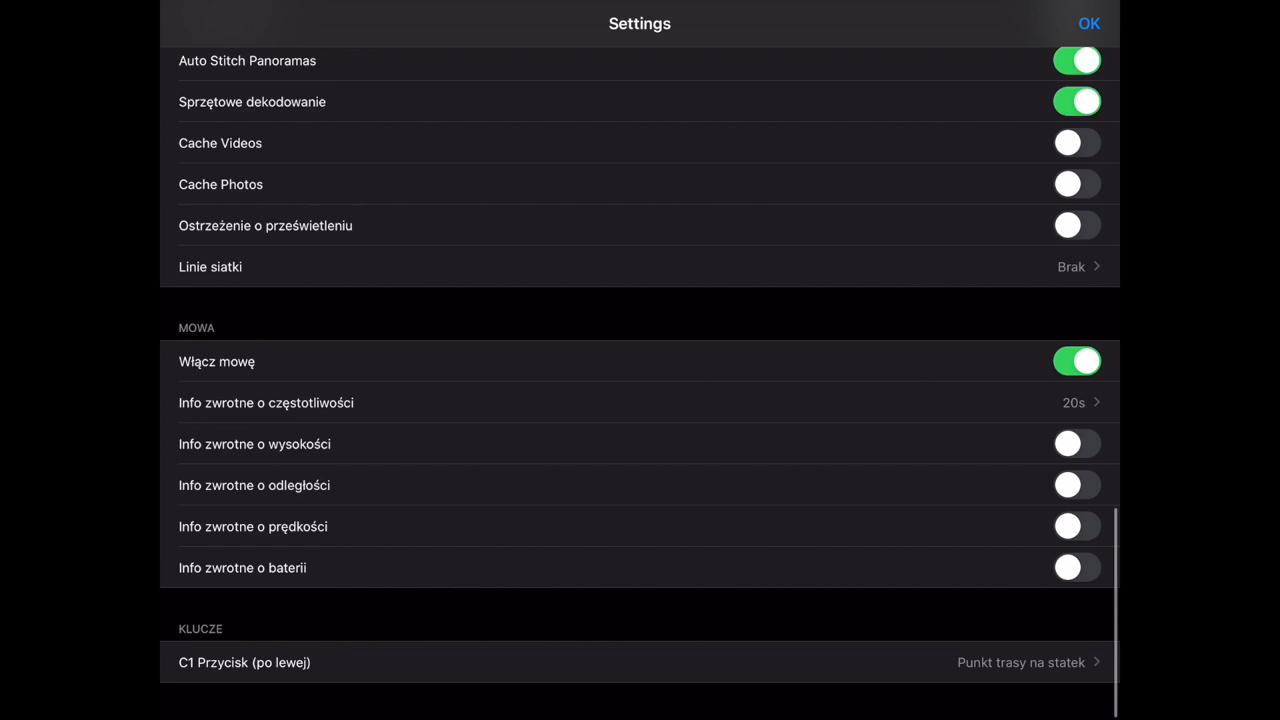 Settings
OK
Auto Stitch Panoramas
Sprzętowe dekodowanie
Cache Videos
Cache Photos
Ostrzeżenie o prześwietleniu
Linie siatki Brak
MOWA
Włącz mowę
Info zwrotne o częstotliwości 20s
Info zwrotne o wysokości
Info zwrotne o odległości
Info zwrotne o prędkości
Info zwrotne o baterii
KLUCZE
C1 Przycisk (po lewej) Punkt trasy na statek